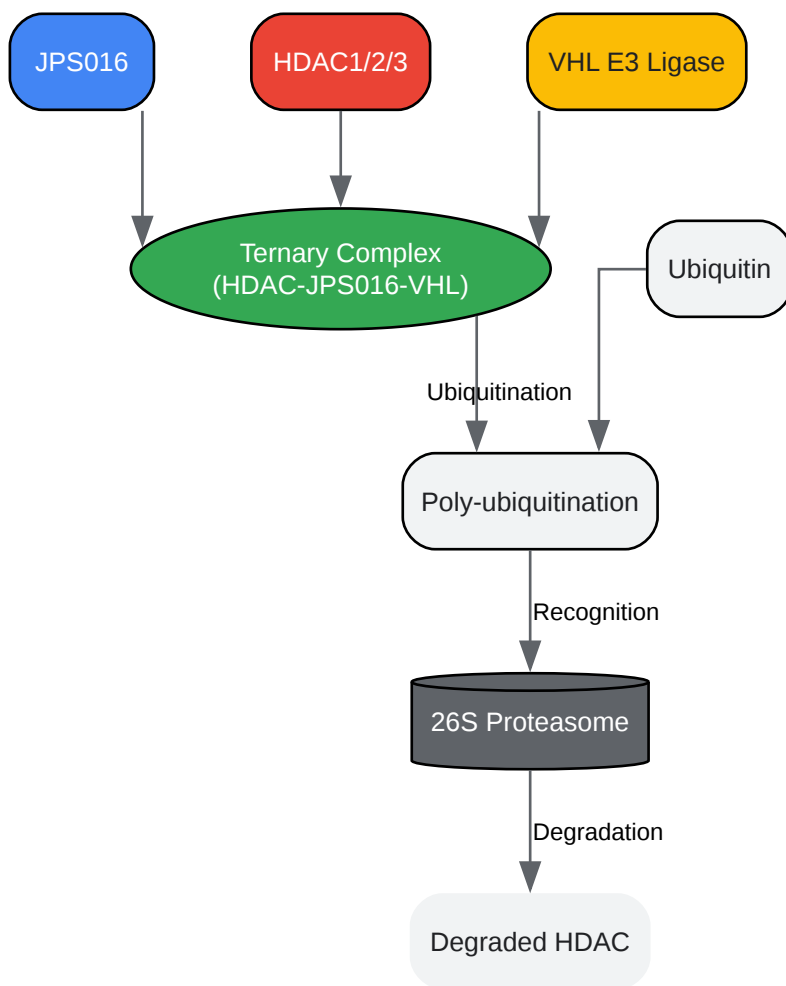 JPS016
HDAC1/2/3
VHL E3 Ligase
Ternary Complex
(HDAC-JPS016-VHL)
Ubiquitin
Ubiquitination
Poly-ubiquitination
Recognition
26S Proteasome
Degradation
Degraded HDAC